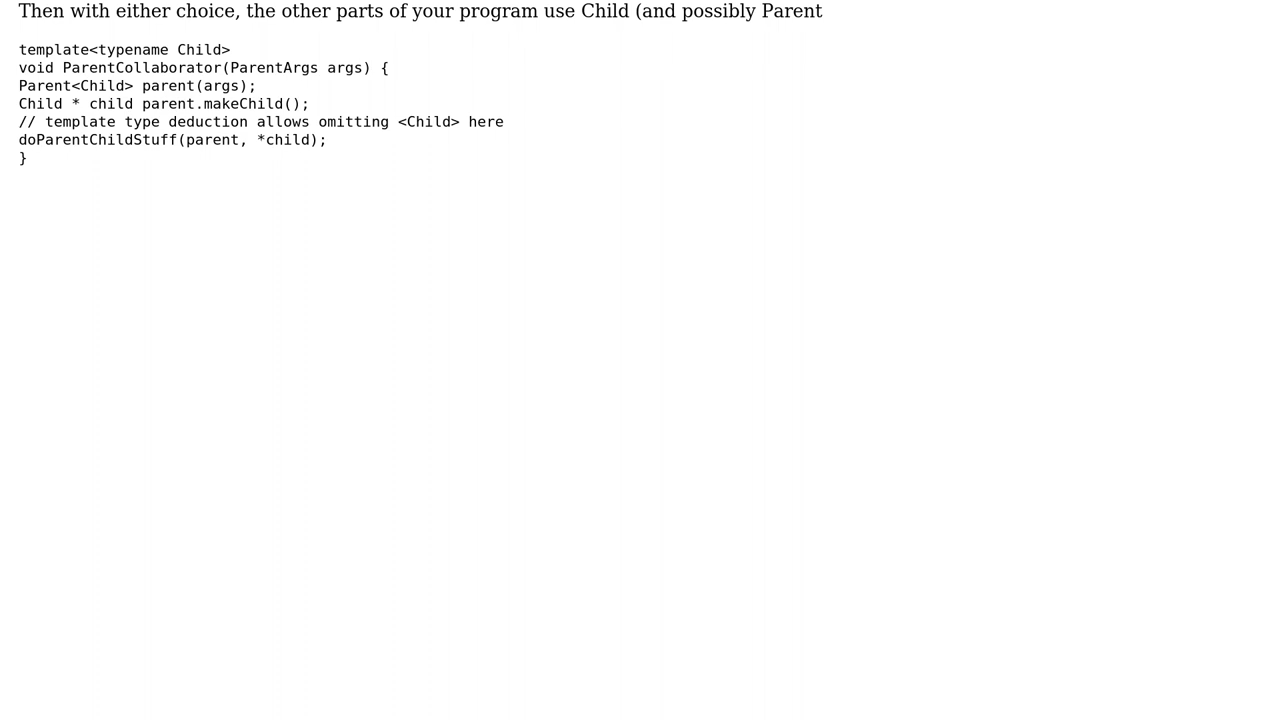 Then with either choice, the other parts of your program use Child (and possibly Parent
template<typename Child>
void ParentCollaborator(ParentArgs args) {
Parent<Child> parent(args);
Child * child parent.makeChild();
// template type deduction allows omitting <Child> here
doParentChildStuff(parent, *child);
}